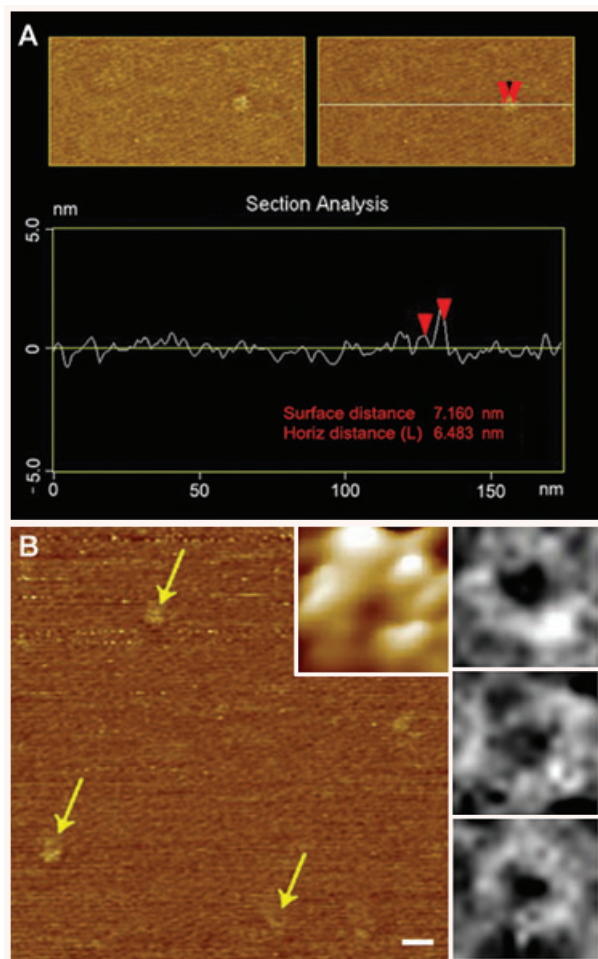 A
nm
Section Analysis
5.0
0
- 5.0
Surface distance 7.160 nm
Horiz distance (L) 6.483 nm
0 50 100 150 nm
B